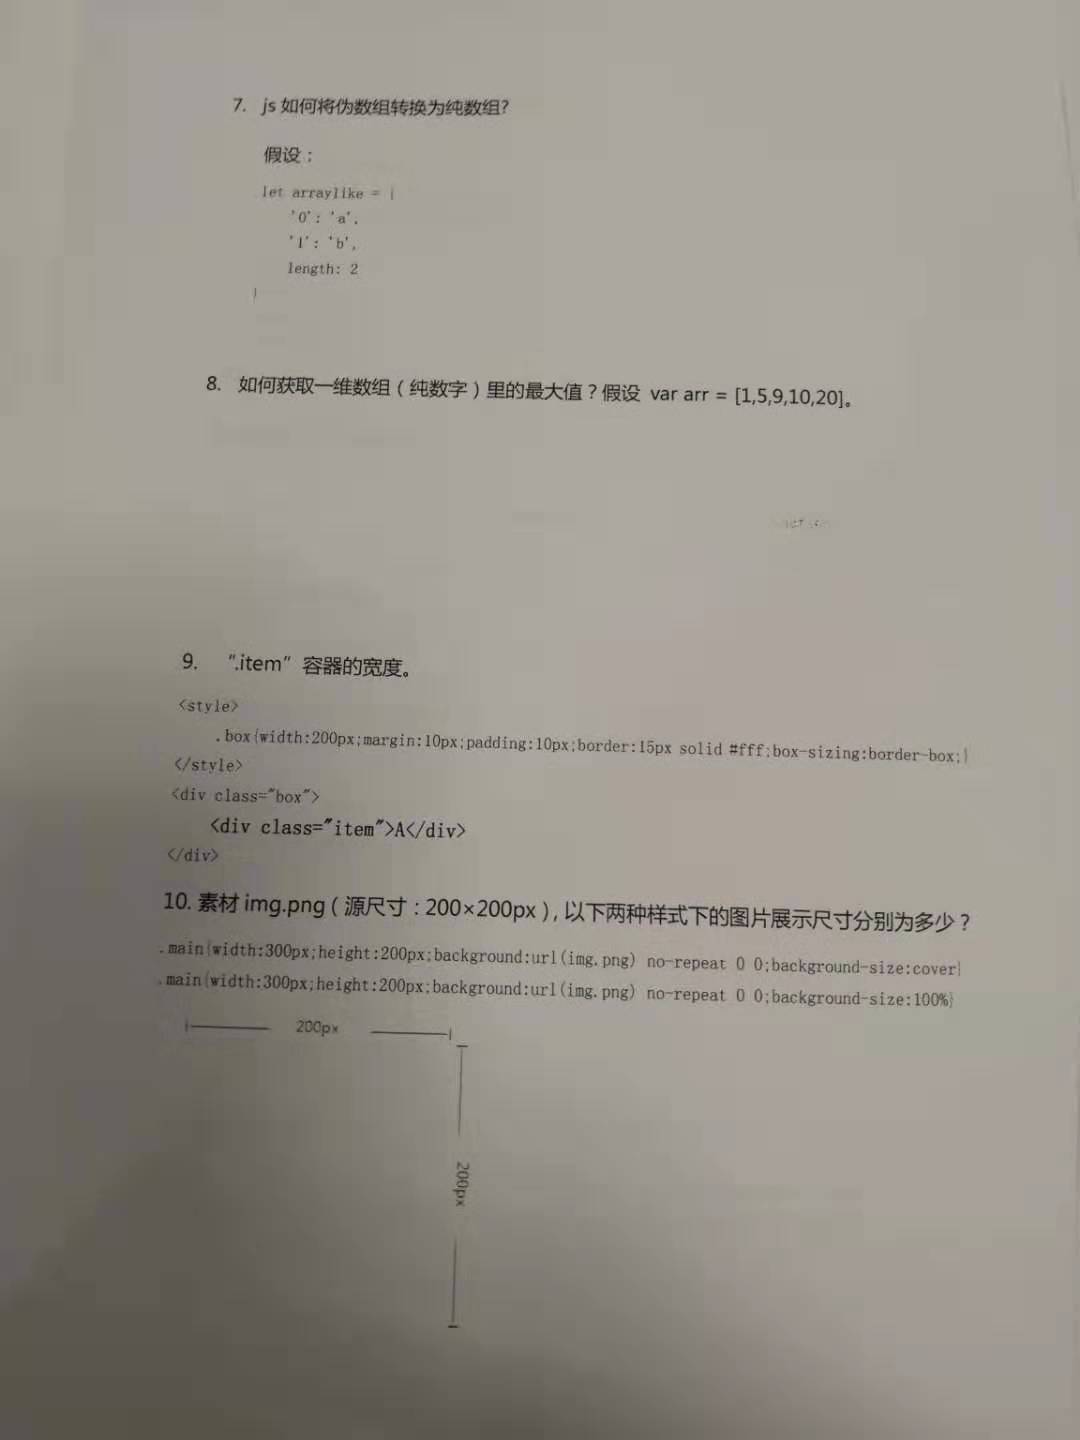 7. js 如何将伪数组转换为纯数组?
假设：
let arraylike = {
'0': 'a',
'1': 'b',
length: 2
}
8. 如何获取一维数组（纯数字）里的最大值？假设 var arr = [1,5,9,10,20]。
9. “.item” 容器的宽度。
<style>
.box{width:200px;margin:10px;padding:10px;border:15px solid #fff;box-sizing:border-box;}
</style>
<div class="box">
<div class="item">A</div>
</div>
10. 素材 img.png（源尺寸：200×200px）, 以下两种样式下的图片展示尺寸分别为多少？
.main{width:300px;height:200px;background:url(img.png) no-repeat 0 0;background-size:cover}
.main{width:300px;height:200px;background:url(img.png) no-repeat 0 0;background-size:100%}
200px
200px